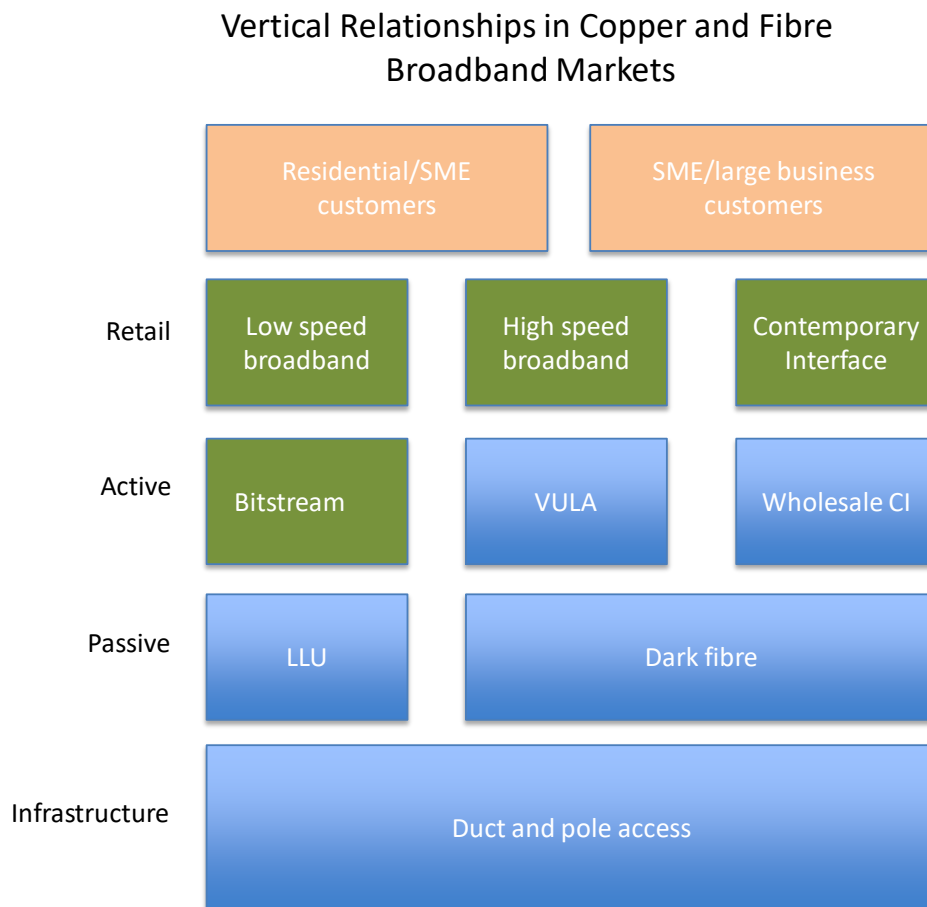 Vertical Relationships in Copper and Fibre
Broadband Markets
Residential/SME
customers
SME/large business
customers
Retail
Low speed
broadband
High speed
broadband
Contemporary
Interface
Active
Bitstream
VULA
Wholesale CI
Passive
LLU
Dark fibre
Infrastructure
Duct and pole access